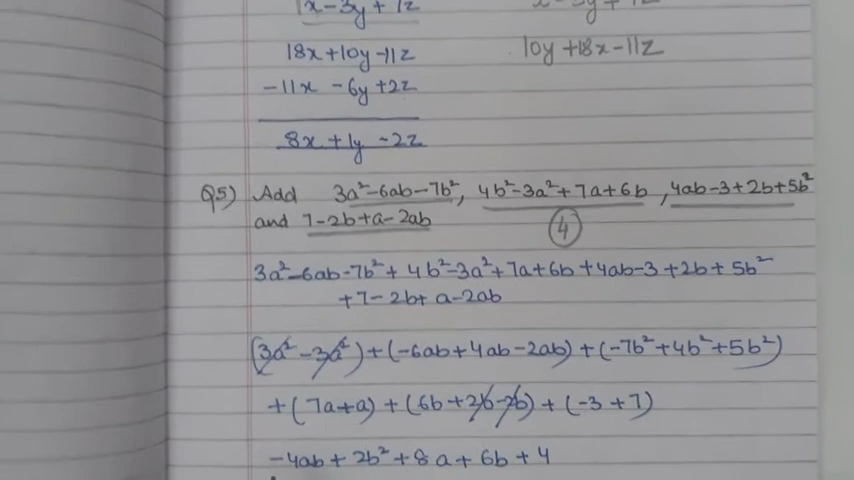 x-3y+1z
18x+10y-11z
10y+18x-11z
-11x -6y+2z
8x+1y-2z
Q5) Add 3a²-6ab-7b², 4b²-3a²+7a+6b, 4ab-3+2b+5b²
and 7-2b+a-2ab
4
3a²-6ab-7b²+4b²-3a²+7a+6b+4ab-3+2b+5b²
+7-2b+a-2ab
(3a²-3a²)+(-6ab+4ab-2ab)+(-7b²+4b²+5b²)
+(7a+a)+(6b+2b-2b)+(-3+7)
-4ab+2b²+8a+6b+4